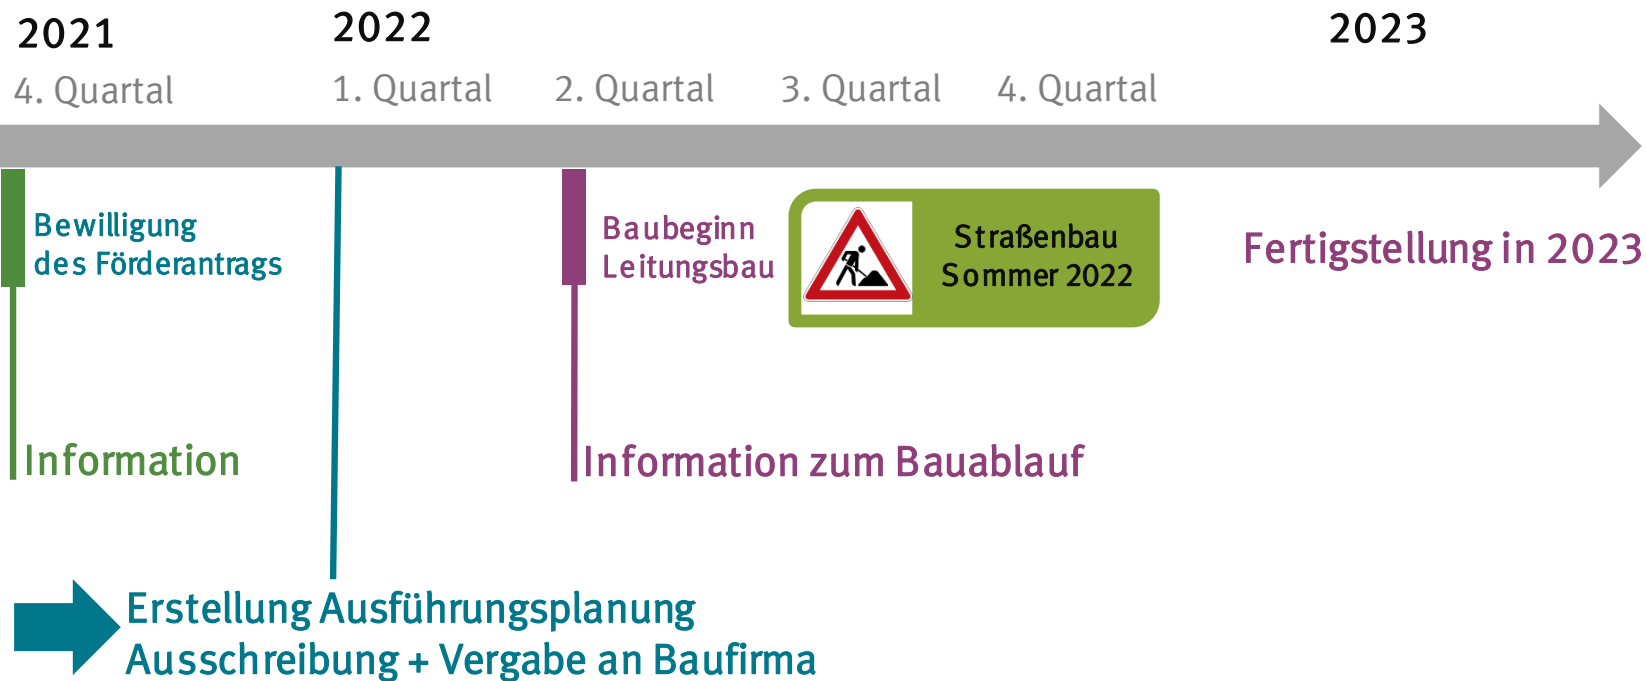 2021
2022
2023
4. Quartal
1. Quartal
2. Quartal
3. Quartal
4. Quartal
Bewilligung
des Förderantrags
Baubeginn
Leitungsbau
Straßenbau
Sommer 2022
Fertigstellung in 2023
Information
Information zum Bauablauf
Erstellung Ausführungsplanung
Ausschreibung + Vergabe an Baufirma